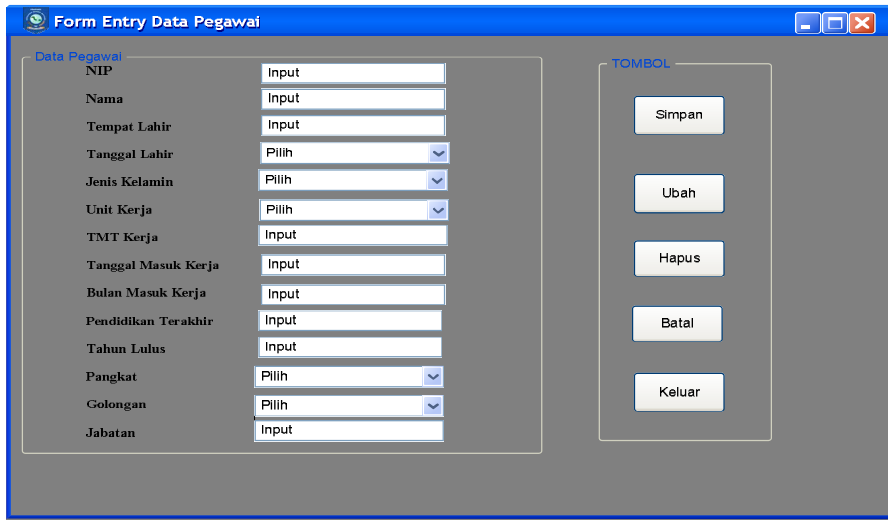 Form Entry Data Pegawai
Data Pegawai
NIP Input
Nama Input
Tempat Lahir Input
Tanggal Lahir Pilih
Jenis Kelamin Pilih
Unit Kerja Pilih
TMT Kerja Input
Tanggal Masuk Kerja Input
Bulan Masuk Kerja Input
Pendidikan Terakhir Input
Tahun Lulus Input
Pangkat Pilih
Golongan Pilih
Jabatan Input
TOMBOL
Simpan
Ubah
Hapus
Batal
Keluar